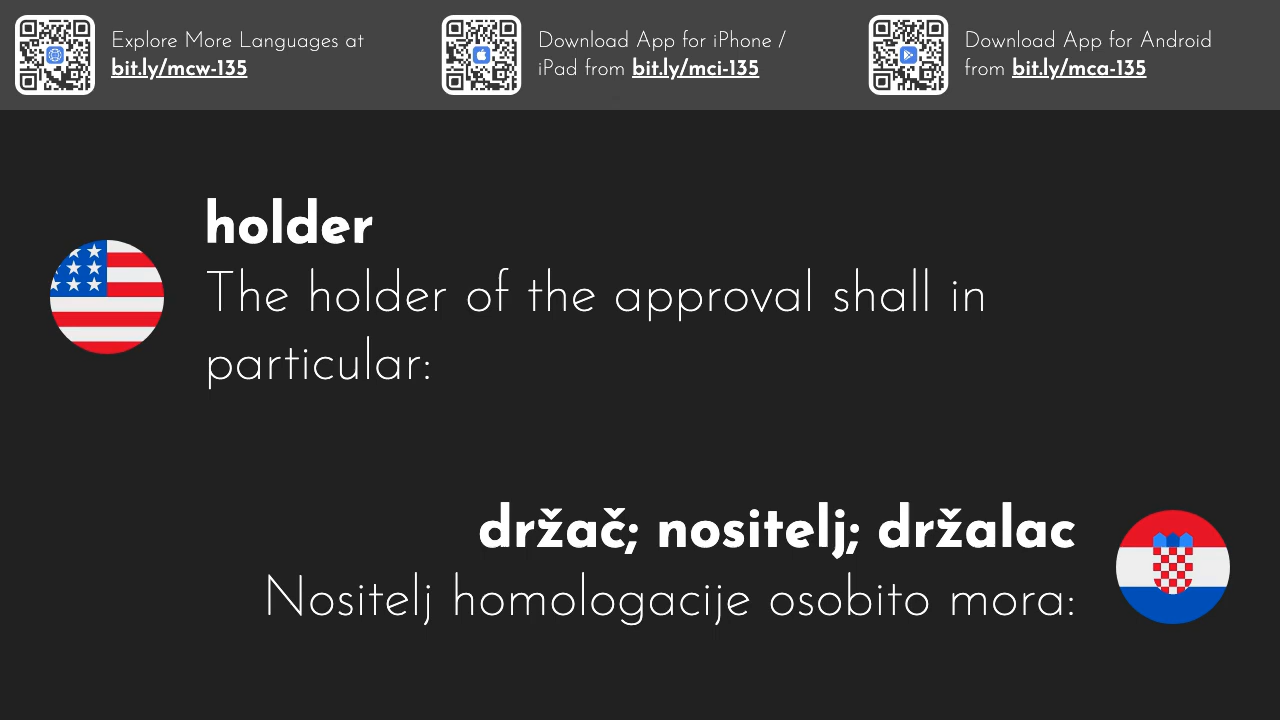 Explore More Languages at
bit.ly/mcw-135
Download App for iPhone /
iPad from bit.ly/mci-135
Download App for Android
from bit.ly/mca-135
holder
The holder of the approval shall in
particular:
držač; nositelj; držalac
Nositelj homologacije osobito mora: